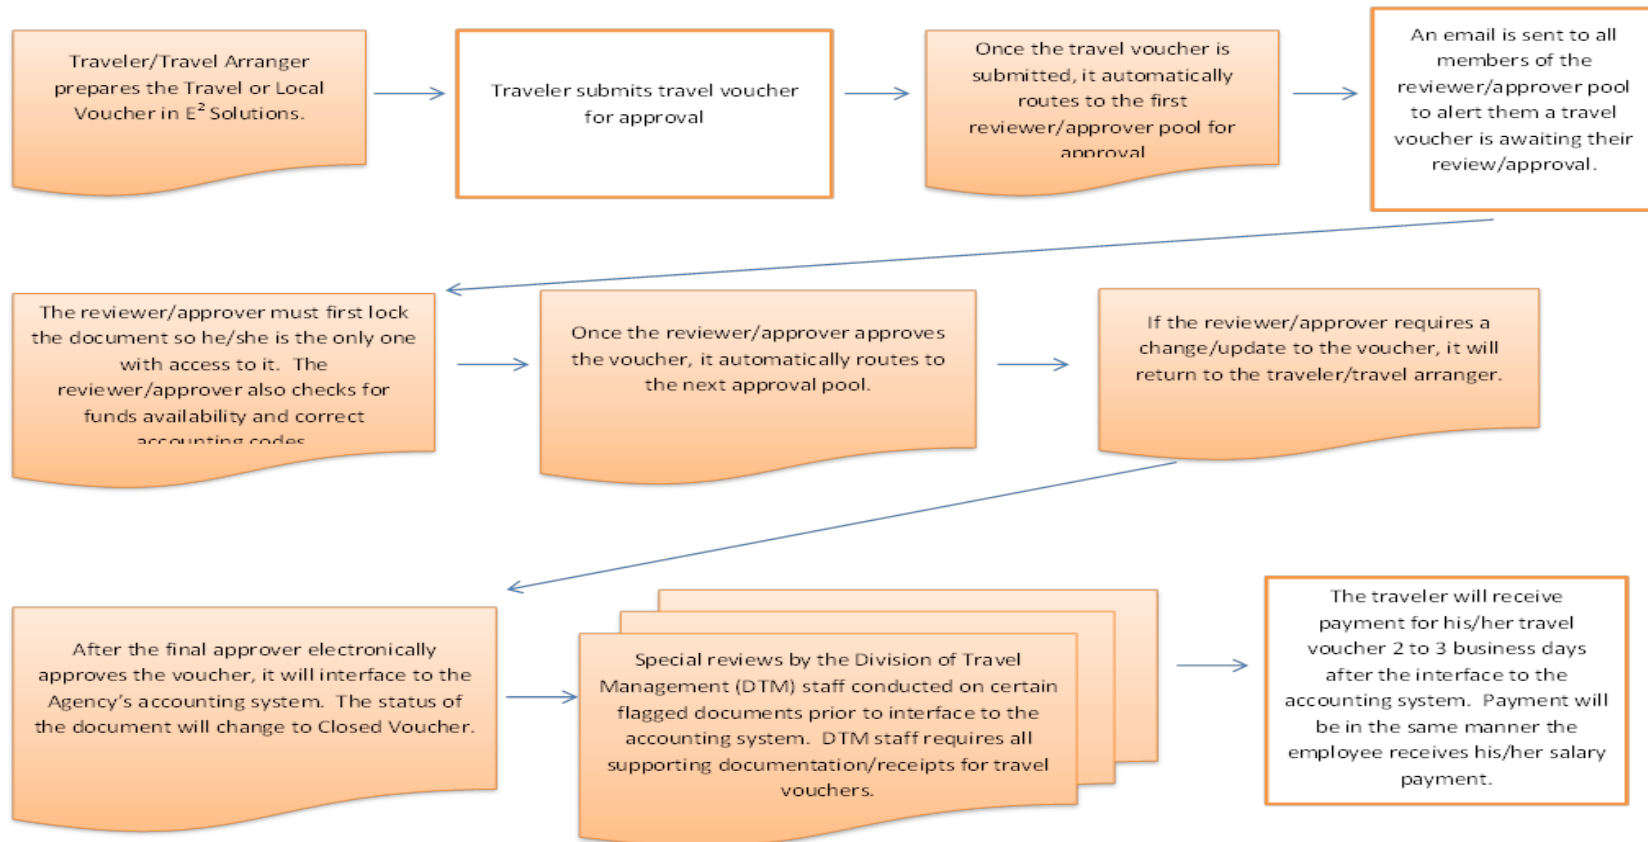 Traveler/Travel Arranger
prepares the Travel or Local
Voucher in E² Solutions.
Traveler submits travel voucher
for approval
Once the travel voucher is
submitted, it automatically
routes to the first
reviewer/approver pool for
approval
An email is sent to all
members of the
reviewer/approver pool
to alert them a travel
voucher is awaiting their
review/approval.
The reviewer/approver must first lock
the document so he/she is the only one
with access to it. The
reviewer/approver also checks for
funds availability and correct
accounting codes
Once the reviewer/approver approves
the voucher, it automatically routes to
the next approval pool.
If the reviewer/approver requires a
change/update to the voucher, it will
return to the traveler/travel arranger.
After the final approver electronically
approves the voucher, it will interface to the
Agency's accounting system. The status of
the document will change to Closed Voucher.
Special reviews by the Division of Travel
Management (DTM) staff conducted on certain
flagged documents prior to interface to the
accounting system. DTM staff requires all
supporting documentation/receipts for travel
vouchers.
The traveler will receive
payment for his/her travel
voucher 2 to 3 business days
after the interface to the
accounting system. Payment will
be in the same manner the
employee receives his/her salary
payment.